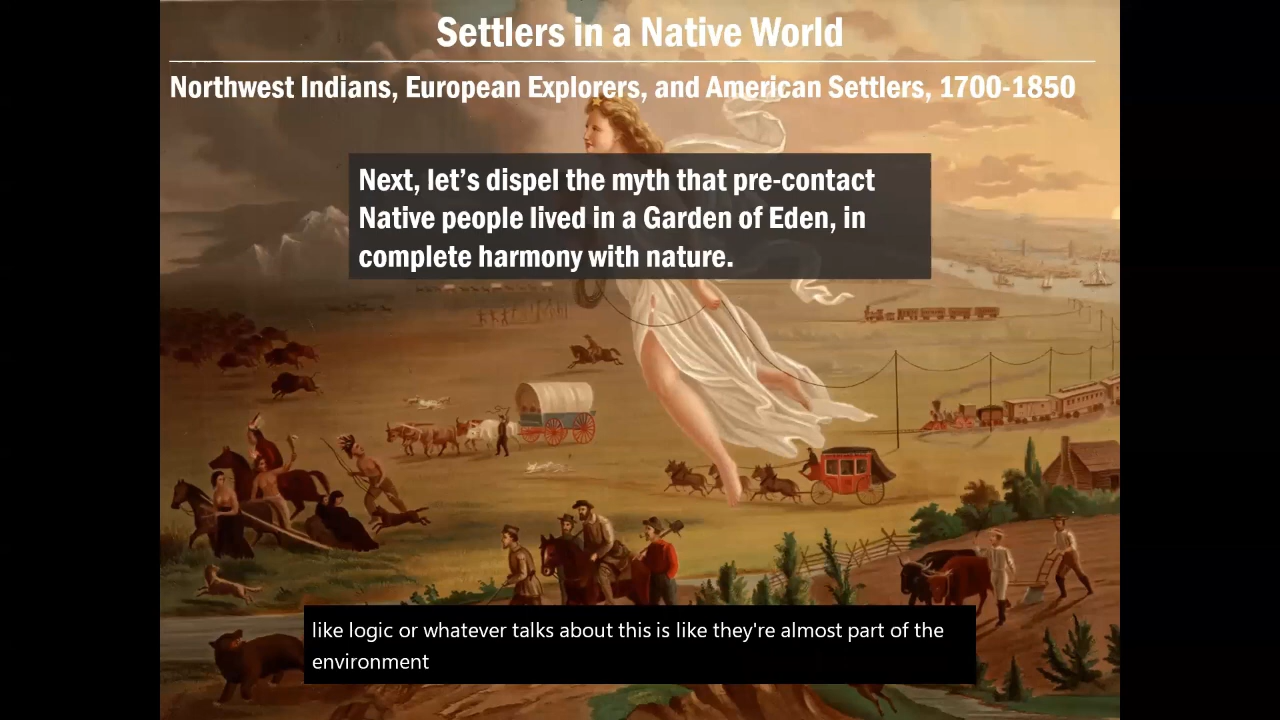 Settlers in a Native World
Northwest Indians, European Explorers, and American Settlers, 1700-1850
Next, let’s dispel the myth that pre-contact
Native people lived in a Garden of Eden, in
complete harmony with nature.
like logic or whatever talks about this is like they're almost part of the
environment